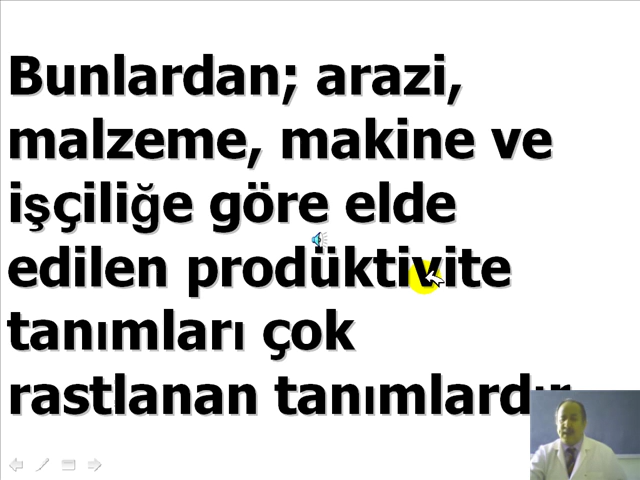 Bunlardan; arazi,
malzeme, makine ve
işçiliğe göre elde
edilen prodüktivite
tanımları çok
rastlanan tanımlardır